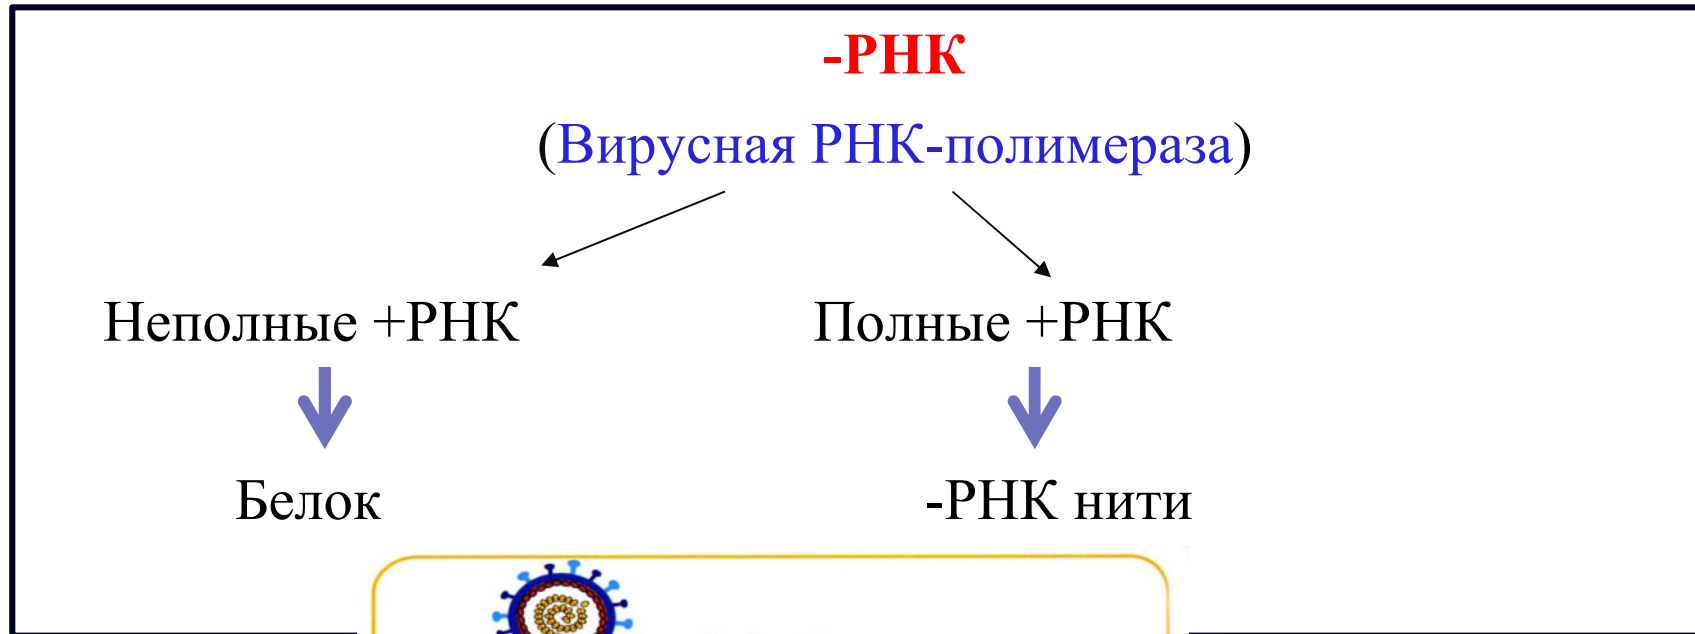 -РНК
(Вирусная РНК-полимераза)
Неполные +РНК Полные +РНК
Белок -РНК нити